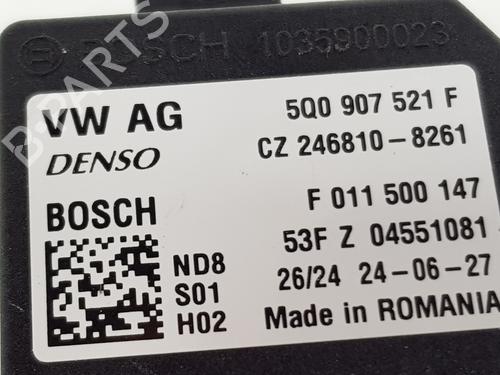 BOSCH 1035900023
VW AG 5Q0 907 521 F
DENSO CZ 246810-8261
BOSCH F 011 500 147
53F Z 04551081
ND8 26/24 24-06-27
S01
H02 Made in ROMANIA
B-PARTS